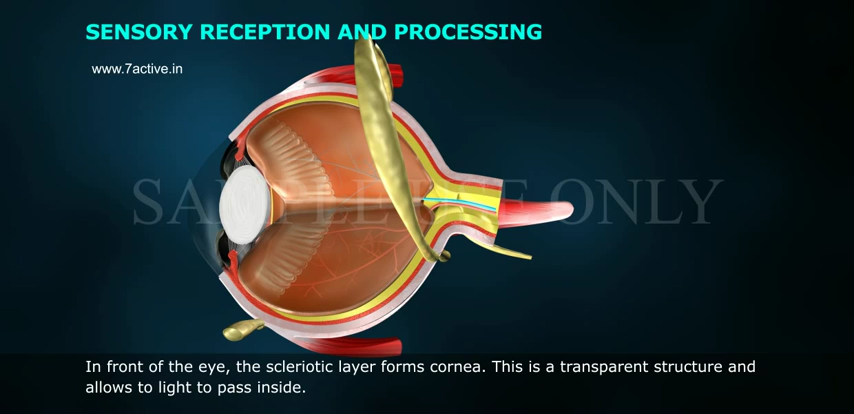 SENSORY RECEPTION AND PROCESSING
www.7active.in
SAMPLE USE ONLY
In front of the eye, the scleriotic layer forms cornea. This is a transparent structure and
allows to light to pass inside.